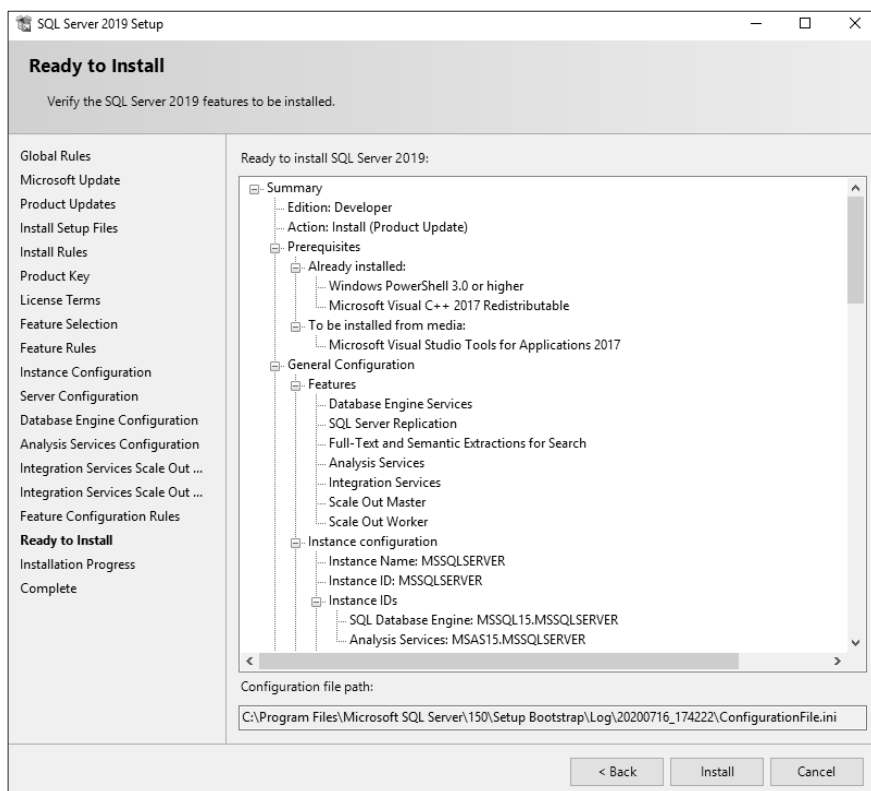 SQL Server 2019 Setup
Ready to Install
Verify the SQL Server 2019 features to be installed.
Global Rules
Microsoft Update
Product Updates
Install Setup Files
Install Rules
Product Key
License Terms
Feature Selection
Feature Rules
Instance Configuration
Server Configuration
Database Engine Configuration
Analysis Services Configuration
Integration Services Scale Out ...
Integration Services Scale Out ...
Feature Configuration Rules
Ready to Install
Installation Progress
Complete
Ready to install SQL Server 2019:
Summary
Edition: Developer
Action: Install (Product Update)
Prerequisites
Already installed:
Windows PowerShell 3.0 or higher
Microsoft Visual C++ 2017 Redistributable
To be installed from media:
Microsoft Visual Studio Tools for Applications 2017
General Configuration
Features
Database Engine Services
SQL Server Replication
Full-Text and Semantic Extractions for Search
Analysis Services
Integration Services
Scale Out Master
Scale Out Worker
Instance configuration
Instance Name: MSSQLSERVER
Instance ID: MSSQLSERVER
Instance IDs
SQL Database Engine: MSSQL15.MSSQLSERVER
Analysis Services: MSAS15.MSSQLSERVER
Configuration file path:
C:\Program Files\Microsoft SQL Server\150\Setup Bootstrap\Log\20200716_174222\ConfigurationFile.ini
< Back
Install
Cancel